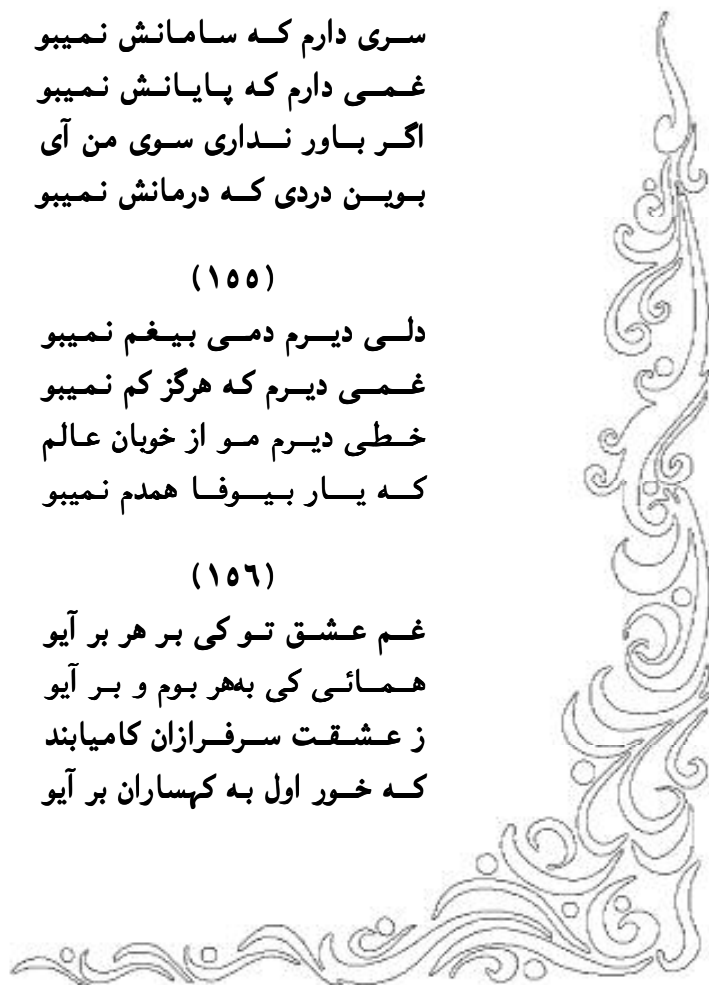 سری دارم که سامانش نمیبو
غمی دارم که پایانش نمیبو
اگر باور نداری سوی من آی
بوین دردی که درمانش نمیبو
(۱۵۵)
دلی دیرم دمی بیغم نمیبو
غمی دیرم که هرگز کم نمیبو
خطی دیرم مو از خوبان عالم
که یار بیوفا همدم نمیبو
(۱۵۶)
غم عشق تو کی بر هر بر آیو
همائی کی بهر بوم و بر آیو
ز عشقت سرفرازان کامیابند
که خور اول به کهساران بر آیو